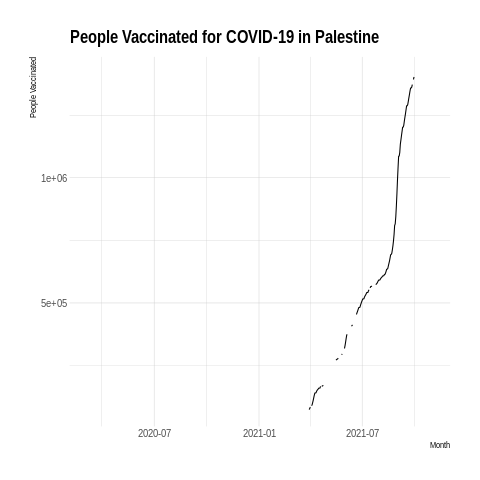 People Vaccinated for COVID-19 in Palestine
People Vaccinated
1e+06
5e+05
2020-07
2021-01
2021-07
Month